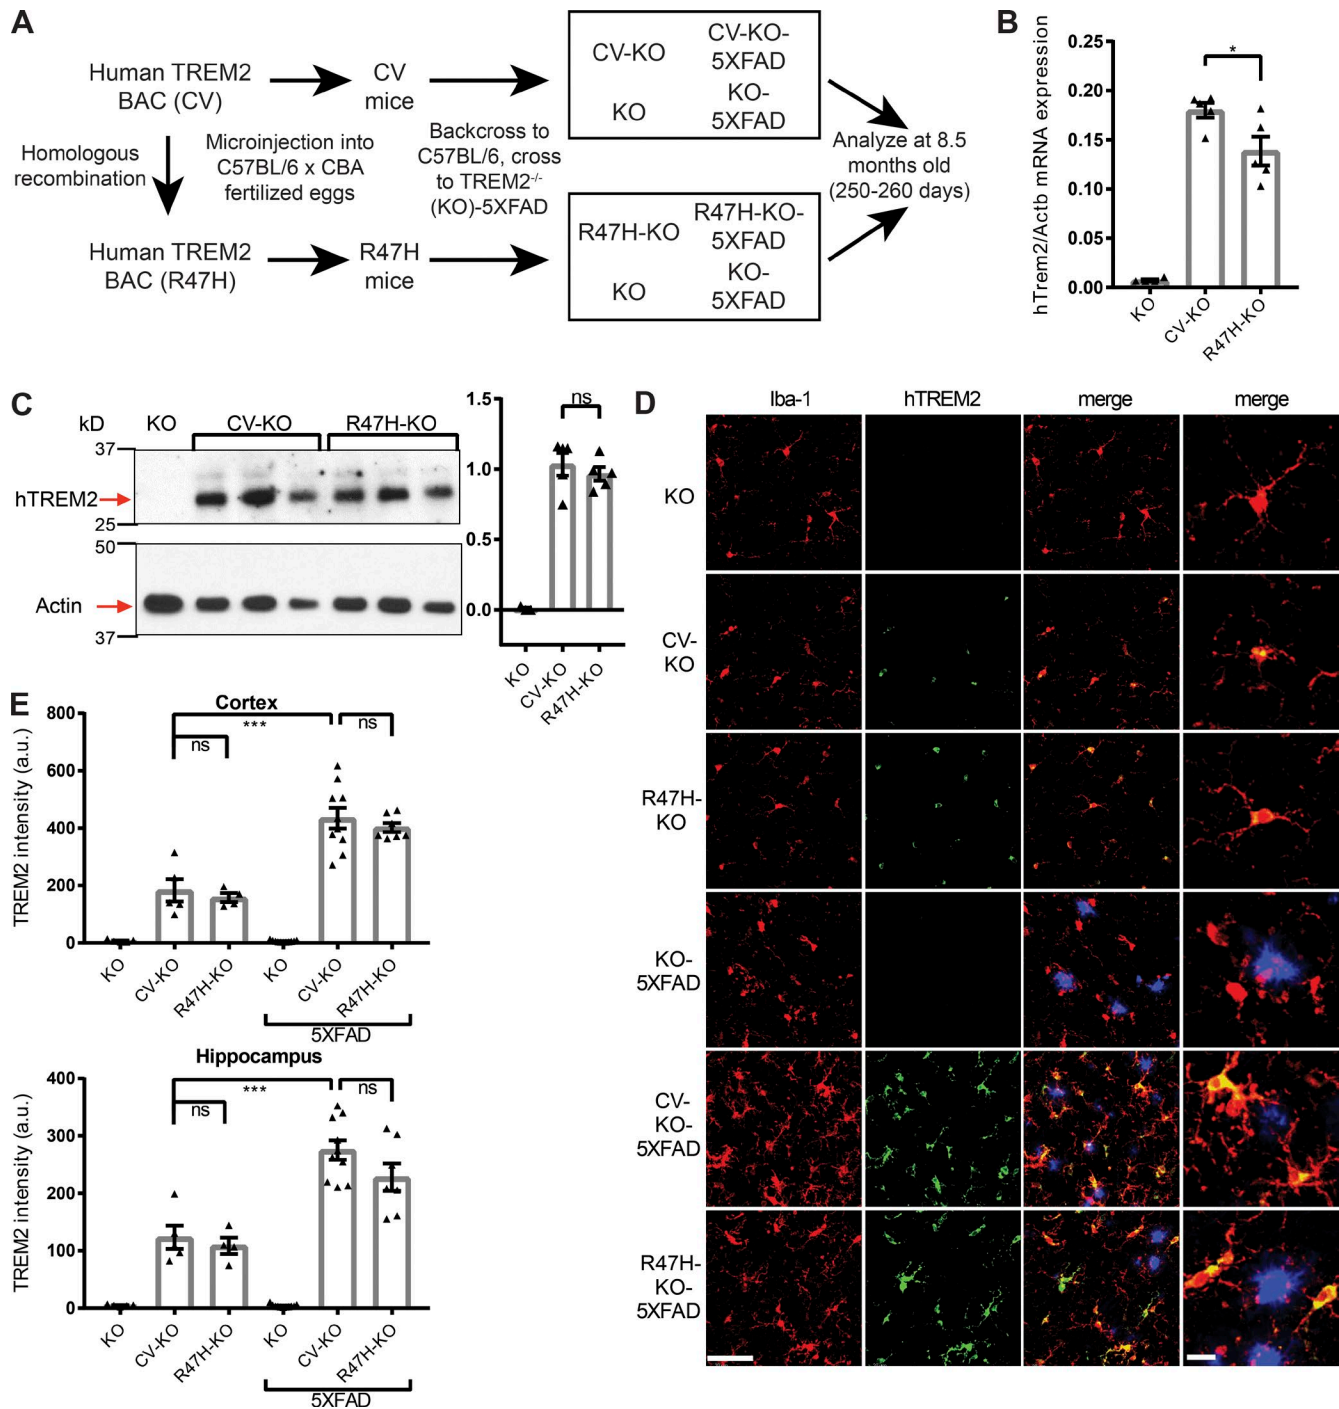 A
Human TREM2
BAC (CV)
CV
mice
CV-KO
CV-KO-
5XFAD
KO
KO-
5XFAD
Homologous
recombination
Microinjection into
C57BL/6 x CBA
fertilized eggs
Backcross to
C57BL/6, cross
to TREM2-/-
(KO)-5XFAD
Analyze at 8.5
months old
(250-260 days)
Human TREM2
BAC (R47H)
R47H
mice
R47H-KO
R47H-KO-
5XFAD
KO
KO-
5XFAD
B
hTrem2/Actb mRNA expression
0.25
0.20
0.15
0.10
0.05
0.00
*
KO
CV-KO
R47H-KO
C
kD
KO
CV-KO
R47H-KO
37
hTREM2
25
50
Actin
37
1.5
1.0
0.5
0.0
ns
KO
CV-KO
R47H-KO
D
Iba-1
hTREM2
merge
merge
KO
CV-
KO
R47H-
KO
KO-
5XFAD
CV-
KO-
5XFAD
R47H-
KO-
5XFAD
E
Cortex
TREM2 intensity (a.u.)
800
600
400
200
0
***
ns
ns
KO
CV-KO
R47H-KO
KO
CV-KO
R47H-KO
5XFAD
Hippocampus
TREM2 intensity (a.u.)
400
300
200
100
0
***
ns
ns
KO
CV-KO
R47H-KO
KO
CV-KO
R47H-KO
5XFAD